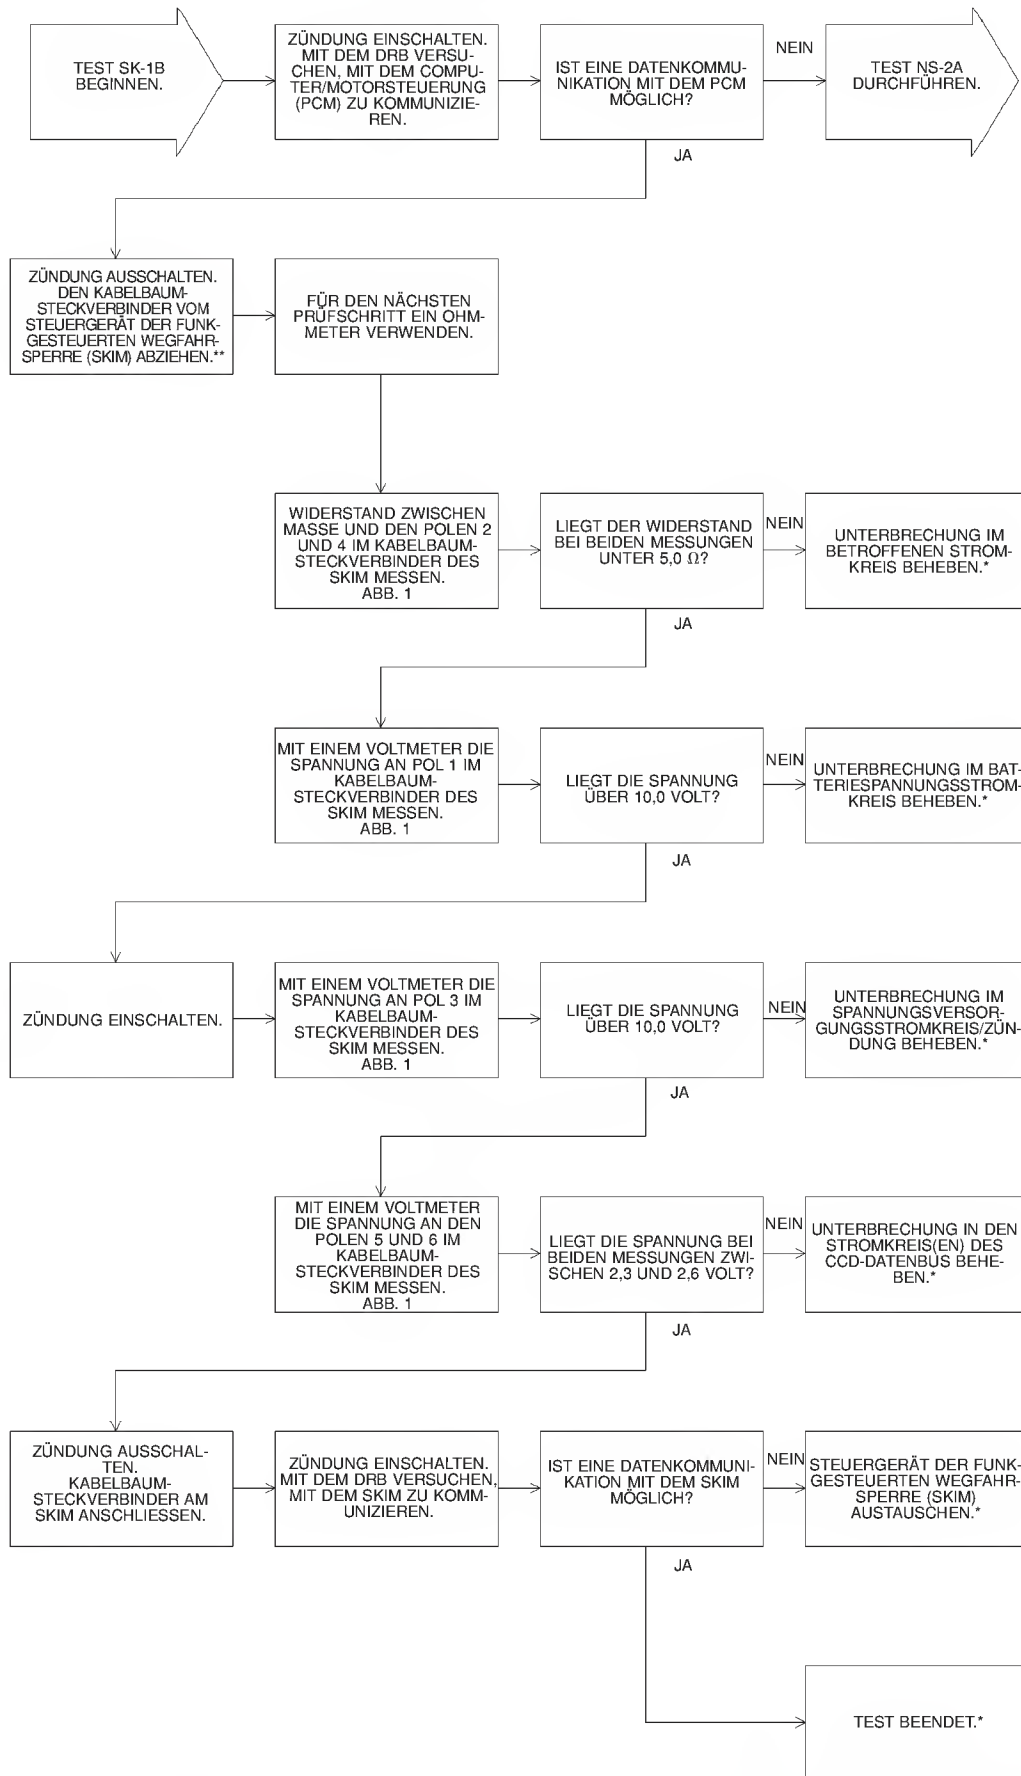 TEST SK-1B
BEGINNEN.
ZÜNDUNG EINSCHALTEN.
MIT DEM DRB VERSU-
CHEN, MIT DEM COMPU-
TER/MOTORSTEUERUNG
(PCM) ZU KOMMUNIZIE-
REN.
IST EINE DATENKOMMU-
NIKATION MIT DEM PCM
MÖGLICH?
NEIN
TEST NS-2A
DURCHFÜHREN.
JA
ZÜNDUNG AUSSCHALTEN.
DEN KABELBAUM-
STECKVERBINDER VOM
STEUERGERÄT DER FUNK-
GESTEUERTEN WEGFAHR-
SPERRE (SKIM) ABZIEHEN.**
FÜR DEN NÄCHSTEN
PRÜFSCHRITT EIN OHM-
METER VERWENDEN.
WIDERSTAND ZWISCHEN
MASSE UND DEN POLEN 2
UND 4 IM KABELBAUM-
STECKVERBINDER DES
SKIM MESSEN.
ABB. 1
LIEGT DER WIDERSTAND
BEI BEIDEN MESSUNGEN
UNTER 5,0 Ω?
NEIN
UNTERBRECHUNG IM
BETROFFENEN STROM-
KREIS BEHEBEN.*
JA
MIT EINEM VOLTMETER DIE
SPANNUNG AN POL 1 IM
KABELBAUM-
STECKVERBINDER DES
SKIM MESSEN.
ABB. 1
LIEGT DIE SPANNUNG
ÜBER 10,0 VOLT?
NEIN
UNTERBRECHUNG IM BAT-
TERIESPANNUNGSSTROM-
KREIS BEHEBEN.*
JA
ZÜNDUNG EINSCHALTEN.
MIT EINEM VOLTMETER DIE
SPANNUNG AN POL 3 IM
KABELBAUM-
STECKVERBINDER DES
SKIM MESSEN.
ABB. 1
LIEGT DIE SPANNUNG
ÜBER 10,0 VOLT?
NEIN
UNTERBRECHUNG IM
SPANNUNGSVERSOR-
GUNGSSTROMKREIS/ZÜN-
DUNG BEHEBEN.*
JA
MIT EINEM VOLTMETER
DIE SPANNUNG AN DEN
POLEN 5 UND 6 IM
KABELBAUM-
STECKVERBINDER DES
SKIM MESSEN.
ABB. 1
LIEGT DIE SPANNUNG BEI
BEIDEN MESSUNGEN ZWI-
SCHEN 2,3 UND 2,6 VOLT?
NEIN
UNTERBRECHUNG IN DEN
STROMKREIS(EN) DES
CCD-DATENBUS BEHE-
BEN.*
JA
ZÜNDUNG AUSSCHAL-
TEN.
KABELBAUM-
STECKVERBINDER AM
SKIM ANSCHLIESSEN.
ZÜNDUNG EINSCHALTEN.
MIT DEM DRB VERSUCHEN,
MIT DEM SKIM ZU KOMM-
UNIZIEREN.
IST EINE DATENKOMMUNI-
KATION MIT DEM SKIM
MÖGLICH?
NEIN
STEUERGERÄT DER FUNK-
GESTEUERTEN WEGFAHR-
SPERRE (SKIM)
AUSTAUSCHEN.*
JA
TEST BEENDET.*